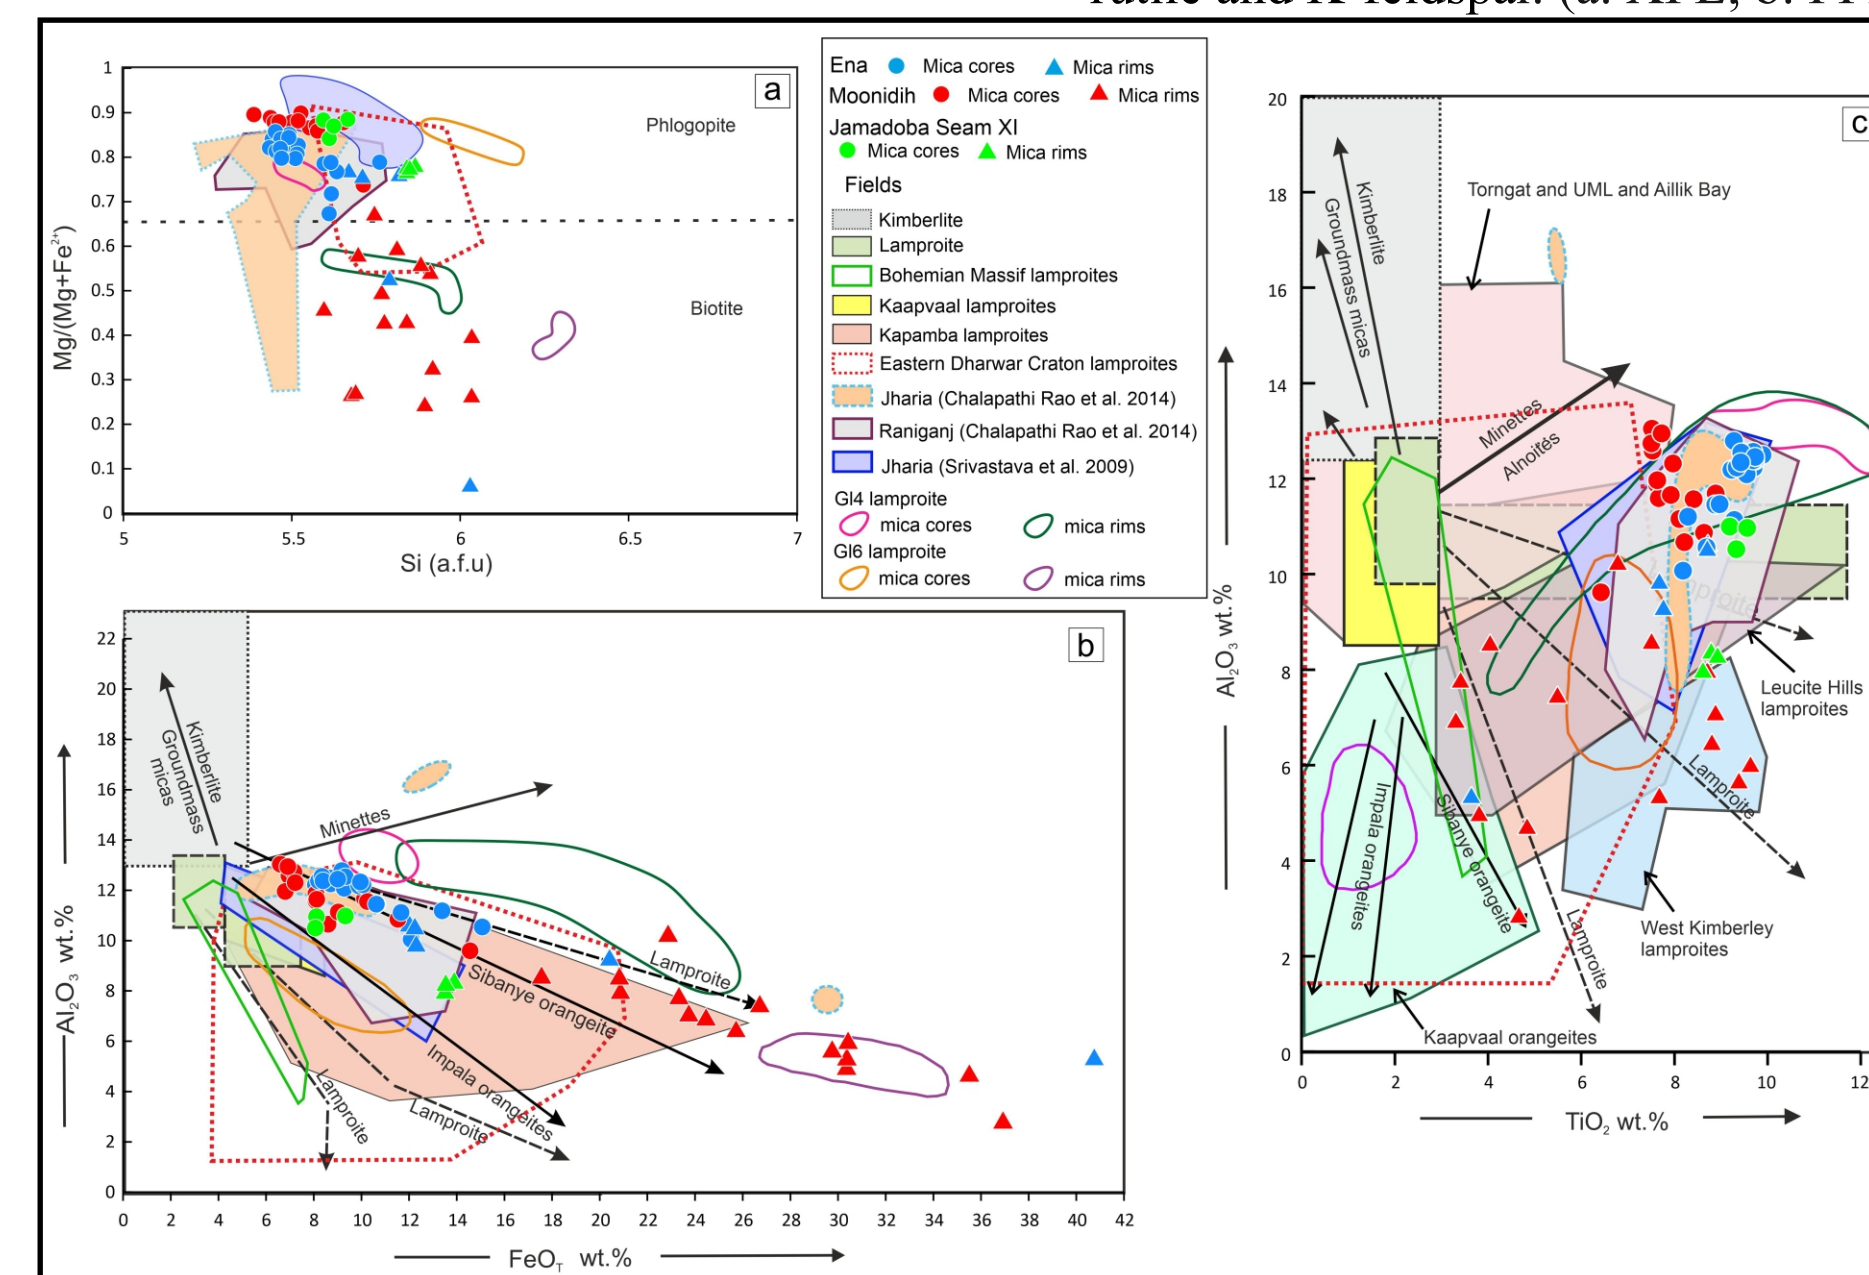 a
1
0.9
0.8
0.7
0.6
0.5
0.4
0.3
0.2
0.1
0
Mg/(Mg+Fe²⁺)
Phlogopite
Biotite
5
5.5
6
6.5
7
Si (a.f.u)
Ena Mica cores Mica rims
Moonidih Mica cores Mica rims
Jamadoba Seam XI
Mica cores Mica rims
Fields
Kimberlite
Lamproite
Bohemian Massif lamproites
Kaapvaal lamproites
Kapamba lamproites
Eastern Dharwar Craton lamproites
Jharia (Chalapathi Rao et al. 2014)
Raniganj (Chalapathi Rao et al. 2014)
Jharia (Srivastava et al. 2009)
Gl4 lamproite
mica cores mica rims
Gl6 lamproite
mica cores mica rims
b
22
20
18
16
14
12
10
8
6
4
2
0
Al₂O₃ wt.%
Kimberlite
Groundmass
micas
Minettes
Lamproite
Sibanye orangeite
Impala orangeites
Lamproite
Lamproite
0 2 4 6 8 10 12 14 16 18 20 22 24 26 28 30 32 34 36 38 40 42
FeO_T wt.%
c
20
18
16
14
12
10
8
6
4
2
0
Al₂O₃ wt.%
Kimberlite
Groundmass micas
Torngat and UML and Aillik Bay
Minettes
Alnoites
Leucite Hills
lamproites
Lamproite
West Kimberley
lamproites
Impala orangeites
Sibanye orangeite
Lamproite
Kaapvaal orangeites
0 2 4 6 8 10 12
TiO₂ wt.%